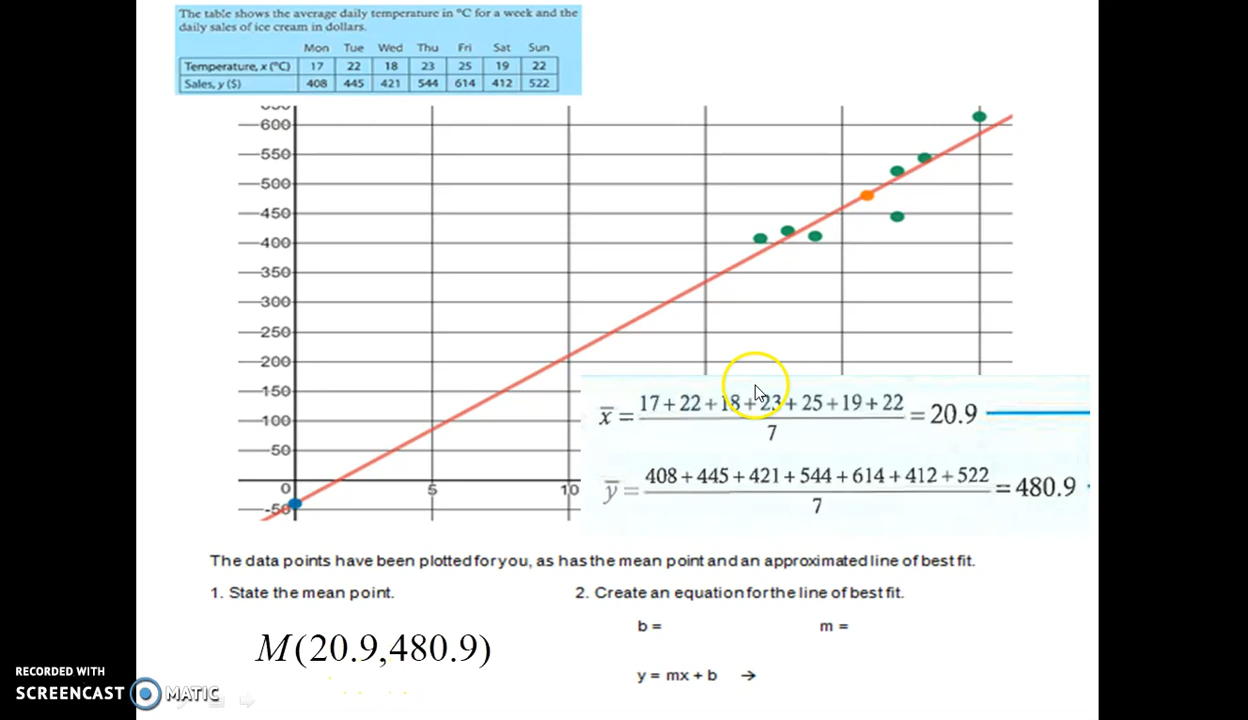 The table shows the average daily temperature in °C for a week and the
daily sales of ice cream in dollars.
Mon Tue Wed Thu Fri Sat Sun
Temperature, x (°C) 17 22 18 23 25 19 22
Sales, y ($) 408 445 421 544 614 412 522
600
550
500
450
400
350
300
250
200
150
100
50
0 5 10
-50
x̅ = 17 + 22 + 18 + 23 + 25 + 19 + 22 / 7 = 20.9
y̅ = 408 + 445 + 421 + 544 + 614 + 412 + 522 / 7 = 480.9
The data points have been plotted for you, as has the mean point and an approximated line of best fit.
1. State the mean point. 2. Create an equation for the line of best fit.
b = m =
M(20.9,480.9)
y = mx + b →
RECORDED WITH
SCREENCAST MATIC